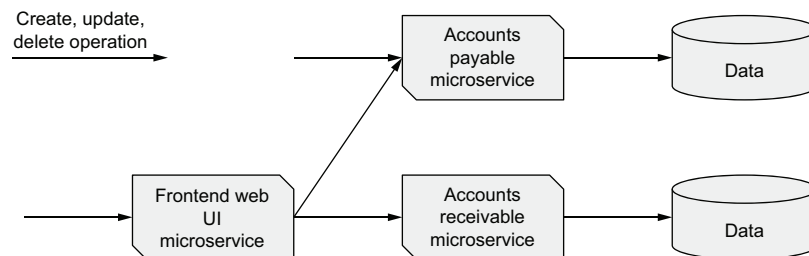 Create, update,
delete operation
Accounts
payable
microservice
Data
Frontend web
UI
microservice
Accounts
receivable
microservice
Data